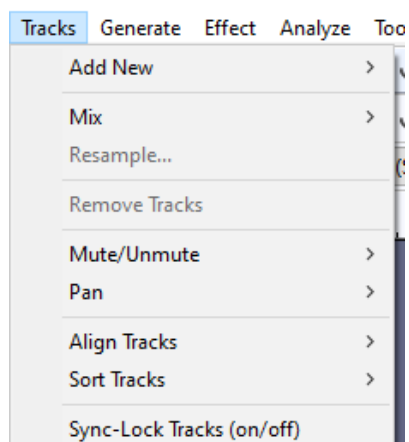 Tracks Generate Effect Analyze Too
Add New
Mix
Resample...
Remove Tracks
Mute/Unmute
Pan
Align Tracks
Sort Tracks
Sync-Lock Tracks (on/off)